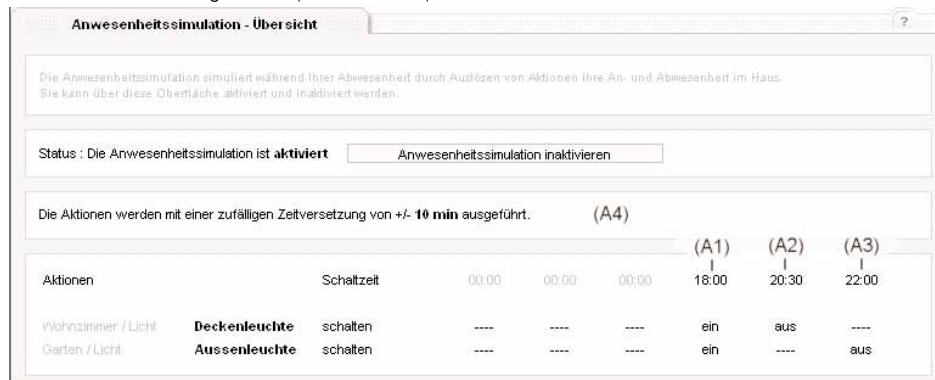 Anwesenheitssimulation - Übersicht
?
Die Anwesenheitssimulation simuliert während Ihrer Abwesenheit durch Auslösen von Aktionen Ihre An- und Abwesenheit im Haus.
Sie kann über diese Oberfläche aktiviert und inaktiviert werden.
Status : Die Anwesenheitssimulation ist aktiviert Anwesenheitssimulation inaktivieren
Die Aktionen werden mit einer zufälligen Zeitversetzung von +/- 10 min ausgeführt. (A4)
(A1) (A2) (A3)
Aktionen Schaltzeit 00:00 00:00 00:00 18:00 20:30 22:00
Wohnzimmer / Licht Deckenleuchte schalten ---- ---- ---- ein aus ----
Garten / Licht Aussenleuchte schalten ---- ---- ---- ein ---- aus